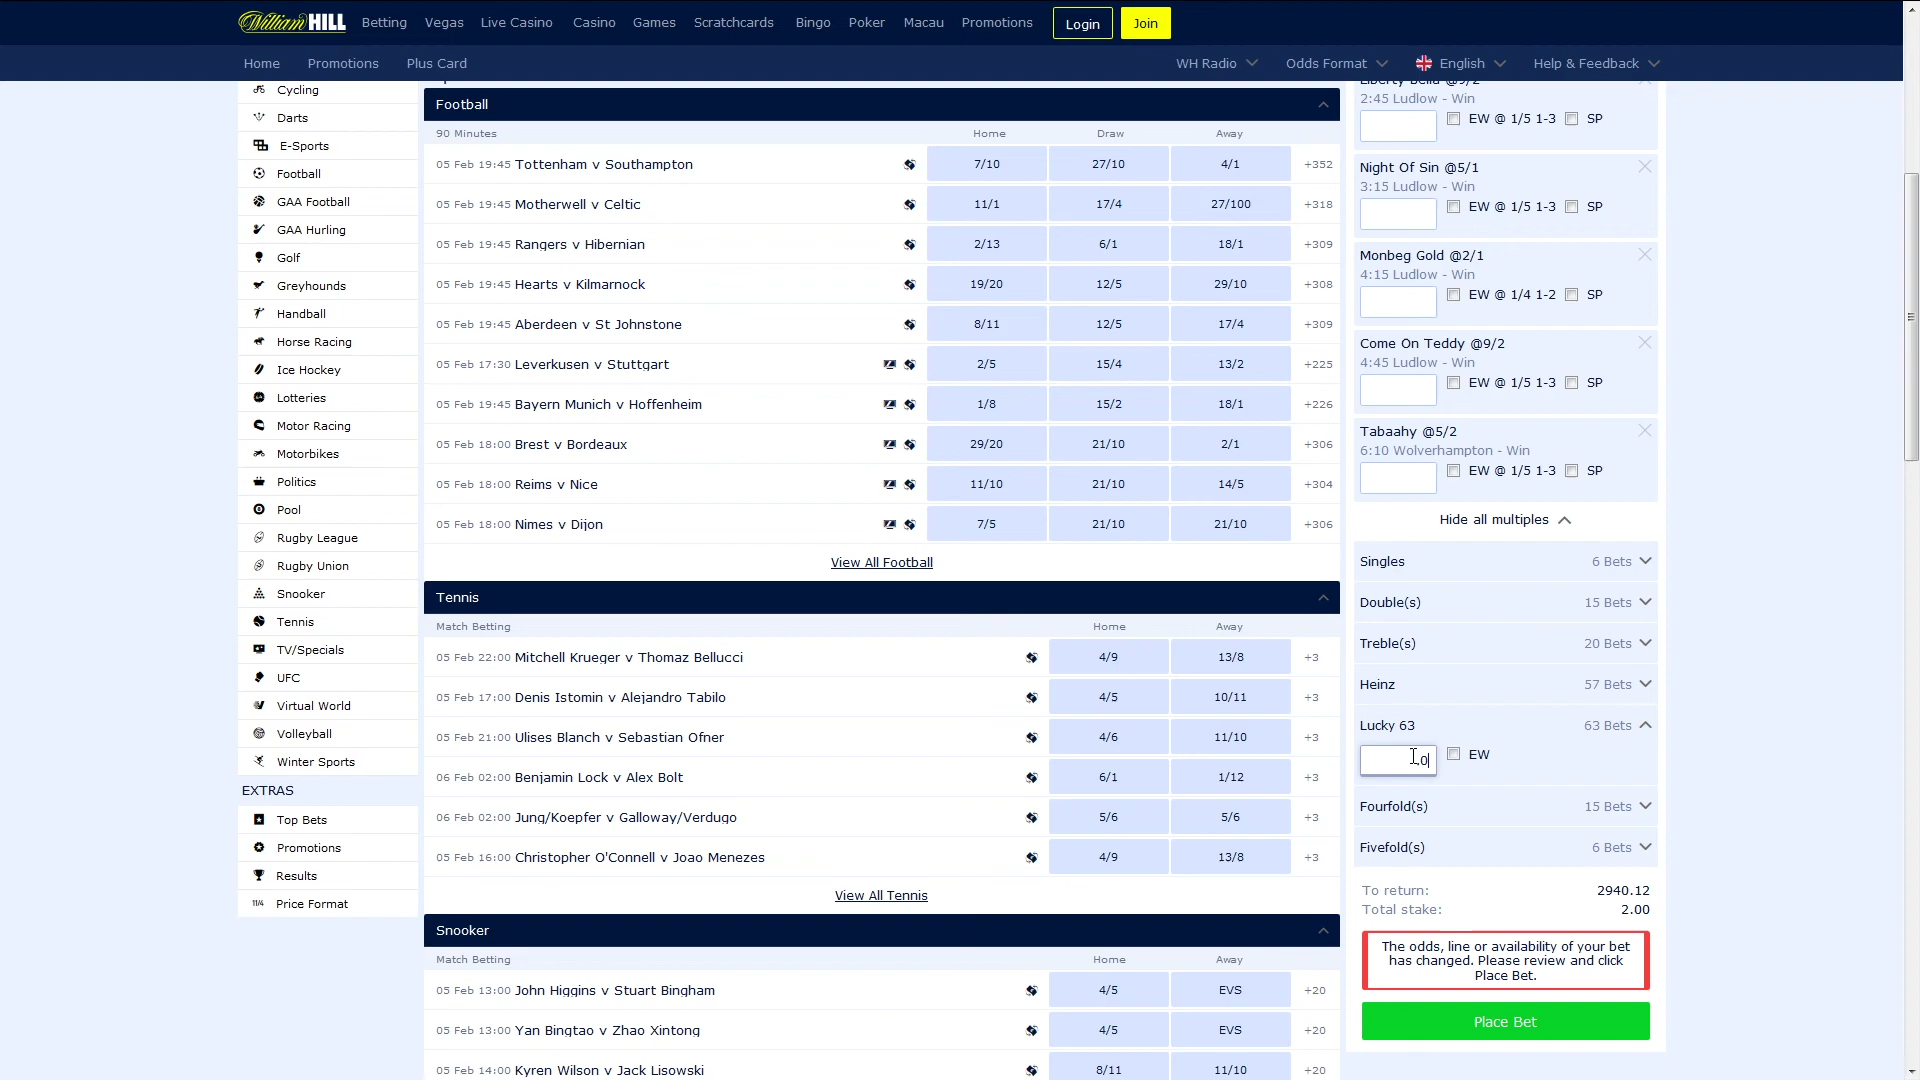 William HILL
Betting
Vegas
Live Casino
Casino
Games
Scratchcards
Bingo
Poker
Macau
Promotions
Login
Join
Home
Promotions
Plus Card
WH Radio
Odds Format
English
Help & Feedback
Cycling
Darts
E-Sports
Football
GAA Football
GAA Hurling
Golf
Greyhounds
Handball
Horse Racing
Ice Hockey
Lotteries
Motor Racing
Motorbikes
Politics
Pool
Rugby League
Rugby Union
Snooker
Tennis
TV/Specials
UFC
Virtual World
Volleyball
Winter Sports
EXTRAS
Top Bets
Promotions
Results
Price Format
Football
90 Minutes Home Draw Away
05 Feb 19:45 Tottenham v Southampton 7/10 27/10 4/1 +352
05 Feb 19:45 Motherwell v Celtic 11/1 17/4 27/100 +318
05 Feb 19:45 Rangers v Hibernian 2/13 6/1 18/1 +309
05 Feb 19:45 Hearts v Kilmarnock 19/20 12/5 29/10 +308
05 Feb 19:45 Aberdeen v St Johnstone 8/11 12/5 17/4 +309
05 Feb 17:30 Leverkusen v Stuttgart 2/5 15/4 13/2 +225
05 Feb 19:45 Bayern Munich v Hoffenheim 1/8 15/2 18/1 +226
05 Feb 18:00 Brest v Bordeaux 29/20 21/10 2/1 +306
05 Feb 18:00 Reims v Nice 11/10 21/10 14/5 +304
05 Feb 18:00 Nimes v Dijon 7/5 21/10 21/10 +306
View All Football
Tennis
Match Betting Home Away
05 Feb 22:00 Mitchell Krueger v Thomaz Bellucci 4/9 13/8 +3
05 Feb 17:00 Denis Istomin v Alejandro Tabilo 4/5 10/11 +3
05 Feb 21:00 Ulises Blanch v Sebastian Ofner 4/6 11/10 +3
06 Feb 02:00 Benjamin Lock v Alex Bolt 6/1 1/12 +3
06 Feb 02:00 Jung/Koepfer v Galloway/Verdugo 5/6 5/6 +3
05 Feb 16:00 Christopher O'Connell v Joao Menezes 4/9 13/8 +3
View All Tennis
Snooker
Match Betting Home Away
05 Feb 13:00 John Higgins v Stuart Bingham 4/5 EVS +20
05 Feb 13:00 Yan Bingtao v Zhao Xintong 4/5 EVS +20
05 Feb 14:00 Kyren Wilson v Jack Lisowski 8/11 11/10 +20
Liberty Bella @9/2
2:45 Ludlow - Win
EW @ 1/5 1-3 SP
Night Of Sin @5/1
3:15 Ludlow - Win
EW @ 1/5 1-3 SP
Monbeg Gold @2/1
4:15 Ludlow - Win
EW @ 1/4 1-2 SP
Come On Teddy @9/2
4:45 Ludlow - Win
EW @ 1/5 1-3 SP
Tabaahy @5/2
6:10 Wolverhampton - Win
EW @ 1/5 1-3 SP
Hide all multiples
Singles 6 Bets
Double(s) 15 Bets
Treble(s) 20 Bets
Heinz 57 Bets
Lucky 63 63 Bets
.0 EW
Fourfold(s) 15 Bets
Fivefold(s) 6 Bets
To return: 2940.12
Total stake: 2.00
The odds, line or availability of your bet
has changed. Please review and click
Place Bet.
Place Bet